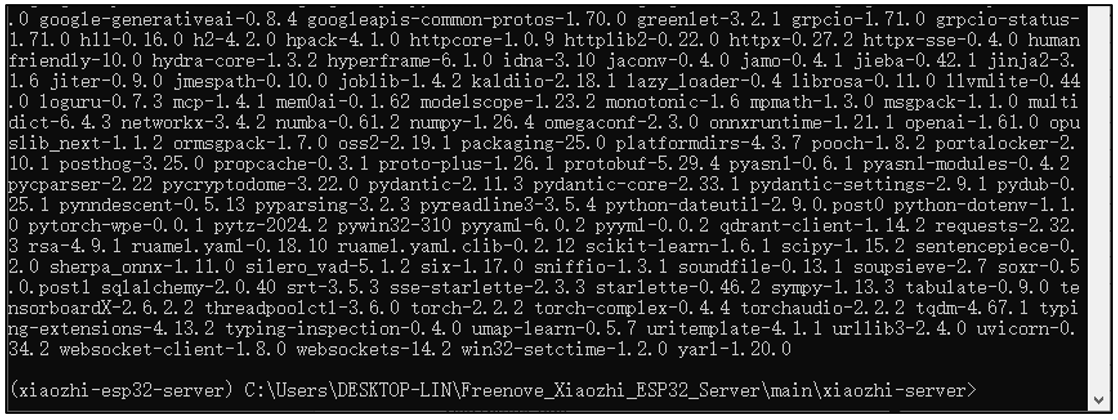 .0 google-generativeai-0.8.4 googleapis-common-protos-1.70.0 greenlet-3.2.1 grpcio-1.71.0 grpcio-status-
1.71.0 h11-0.16.0 h2-4.2.0 hpack-4.1.0 httpcore-1.0.9 httplib2-0.22.0 httpx-0.27.2 httpx-sse-0.4.0 human
friendly-10.0 hydra-core-1.3.2 hyperframe-6.1.0 idna-3.10 jaconv-0.4.0 jamo-0.4.1 jieba-0.42.1 jinja2-3.
1.6 jiter-0.9.0 jmespath-0.10.0 joblib-1.4.2 kaldiio-2.18.1 lazy_loader-0.4 librosa-0.11.0 llvmlite-0.44
.0 loguru-0.7.3 mcp-1.4.1 mem0ai-0.1.62 modelscope-1.23.2 monotonic-1.6 mpmath-1.3.0 msgpack-1.1.0 multi
dict-6.4.3 networkx-3.4.2 numba-0.61.2 numpy-1.26.4 omegaconf-2.3.0 onnxruntime-1.21.1 openai-1.61.0 opu
slib_next-1.1.2 ormsgpack-1.7.0 oss2-2.19.1 packaging-25.0 platformdirs-4.3.7 pooch-1.8.2 portalocker-2.
10.1 posthog-3.25.0 propcache-0.3.1 proto-plus-1.26.1 protobuf-5.29.4 pyasn1-0.6.1 pyasn1-modules-0.4.2
pycparser-2.22 pycryptodome-3.22.0 pydantic-2.11.3 pydantic-core-2.33.1 pydantic-settings-2.9.1 pydub-0.
25.1 pynndescent-0.5.13 pyparsing-3.2.3 pyreadline3-3.5.4 python-dateutil-2.9.0.post0 python-dotenv-1.1.
0 pytorch-wpe-0.0.1 pytz-2024.2 pywin32-310 pyyaml-6.0.2 pyyml-0.0.2 qdrant-client-1.14.2 requests-2.32.
3 rsa-4.9.1 ruamel.yaml-0.18.10 ruamel.yaml.clib-0.2.12 scikit-learn-1.6.1 scipy-1.15.2 sentencepiece-0.
2.0 sherpa_onnx-1.11.0 silero_vad-5.1.2 six-1.17.0 sniffio-1.3.1 soundfile-0.13.1 soupsieve-2.7 soxr-0.5
.0.post1 sqlalchemy-2.0.40 srt-3.5.3 sse-starlette-2.3.3 starlette-0.46.2 sympy-1.13.3 tabulate-0.9.0 te
nsorboardX-2.6.2.2 threadpoolctl-3.6.0 torch-2.2.2 torch-complex-0.4.4 torchaudio-2.2.2 tqdm-4.67.1 typi
ng-extensions-4.13.2 typing-inspection-0.4.0 umap-learn-0.5.7 uritemplate-4.1.1 urllib3-2.4.0 uvicorn-0.
34.2 websocket-client-1.8.0 websockets-14.2 win32-setctime-1.2.0 yarl-1.20.0
(xiaozhi-esp32-server) C:\Users\DESKTOP-LIN\Freenove_Xiaozhi_ESP32_Server\main\xiaozhi-server>